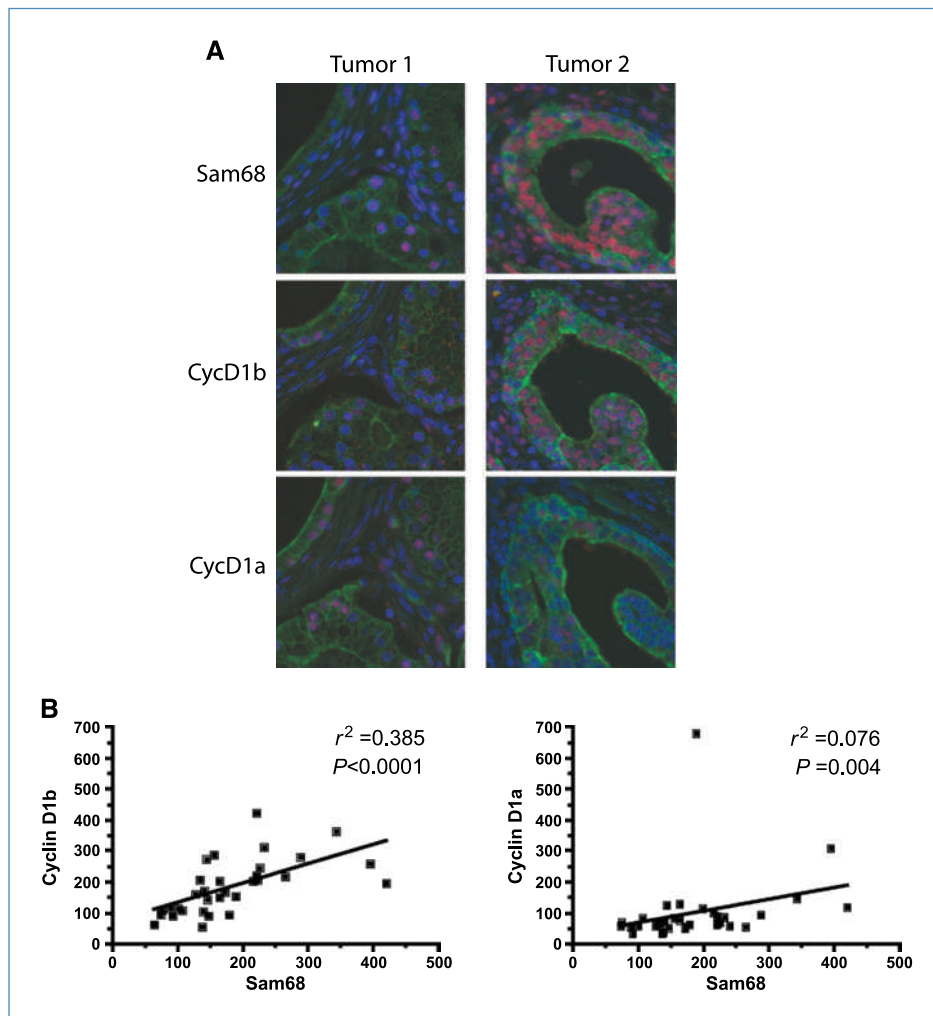 A
Tumor 1 Tumor 2
Sam68
CycD1b
CycD1a
B
r² =0.385
P<0.0001
700
600
500
400
300
200
100
0
Cyclin D1b
0 100 200 300 400 500
Sam68
r² =0.076
P =0.004
700
600
500
400
300
200
100
0
Cyclin D1a
0 100 200 300 400 500
Sam68